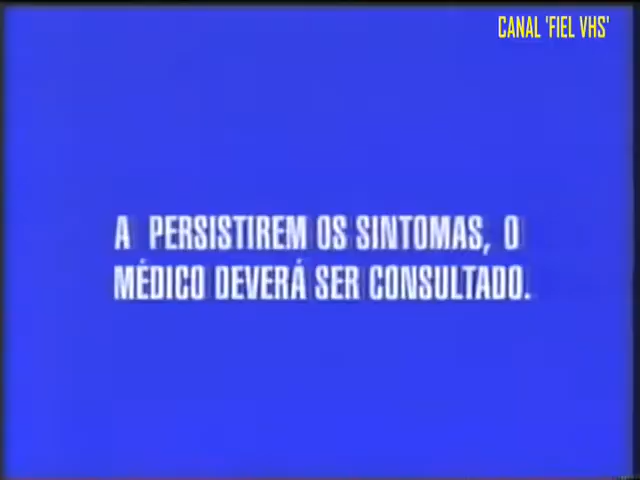 CANAL 'FIEL VHS'
A PERSISTIREM OS SINTOMAS, O
MÉDICO DEVERÁ SER CONSULTADO.